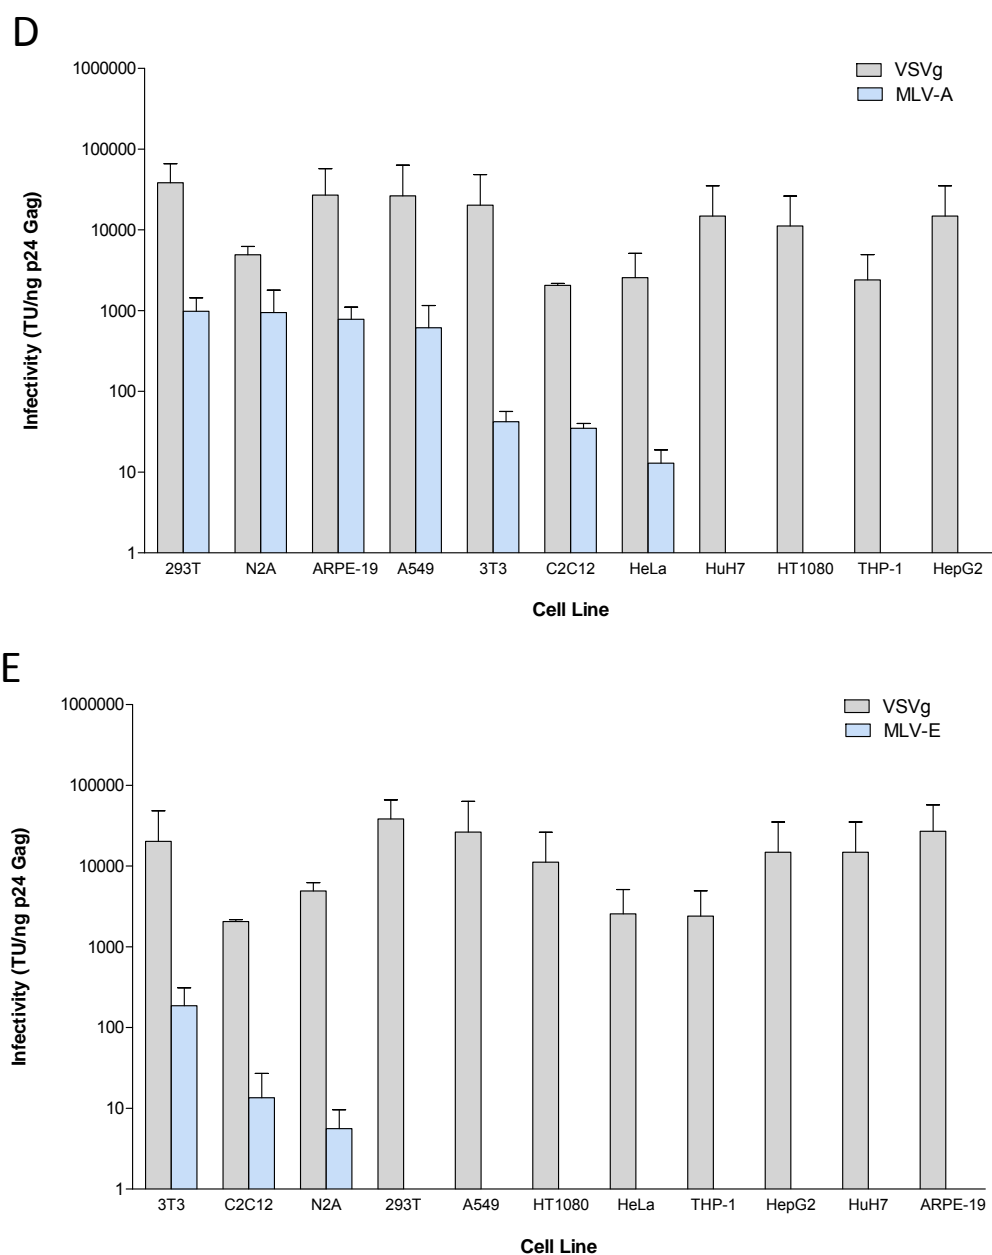 D
VSVg
MLV-A
1000000
100000
10000
1000
100
10
1
Infectivity (TU/ng p24 Gag)
293T N2A ARPE-19 A549 3T3 C2C12 HeLa HuH7 HT1080 THP-1 HepG2
Cell Line
E
VSVg
MLV-E
1000000
100000
10000
1000
100
10
1
Infectivity (TU/ng p24 Gag)
3T3 C2C12 N2A 293T A549 HT1080 HeLa THP-1 HepG2 HuH7 ARPE-19
Cell Line